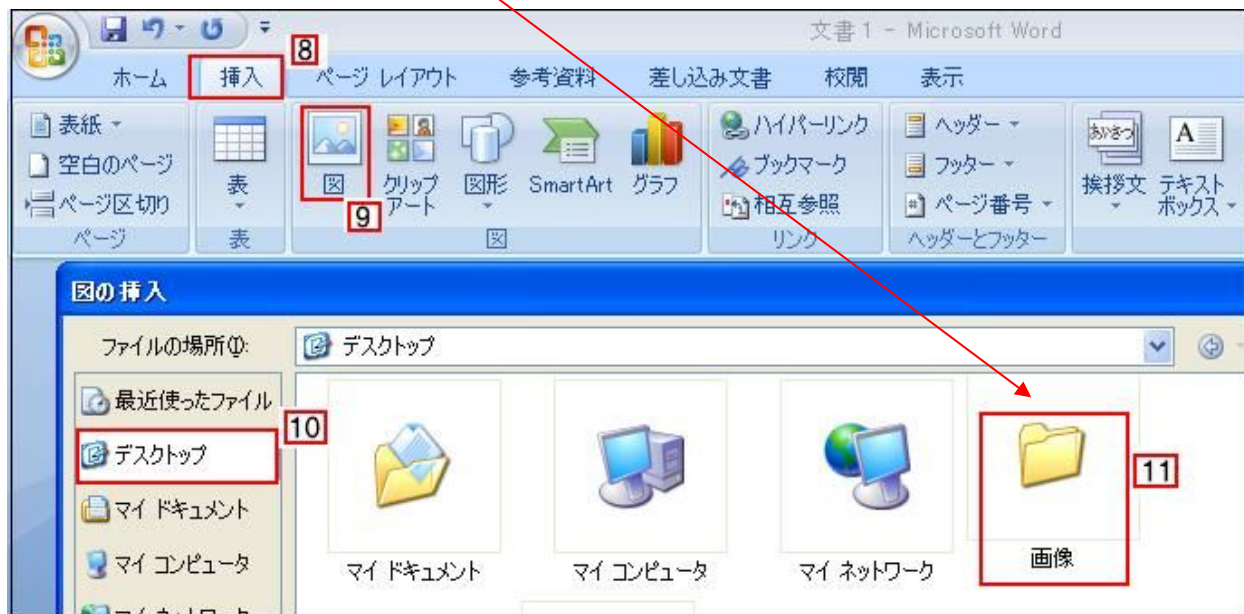 文書 1 - Microsoft Word
8
ホーム 挿入 ページ レイアウト 参考資料 差し込み文書 校閲 表示
表紙
空白のページ
ページ区切り
ページ
表
表
図
9
クリップ
アート
図形
SmartArt
グラフ
図
ハイパーリンク
ブックマーク
相互参照
リンク
ヘッダー
フッター
ページ番号
ヘッダーとフッター
あいさつ
挨拶文
A
テキスト
ボックス
図の挿入
ファイルの場所(I):
デスクトップ
最近使ったファイル
10
デスクトップ
マイ ドキュメント
マイ コンピュータ
マイ ドキュメント
マイ コンピュータ
マイ ネットワーク
画像
11